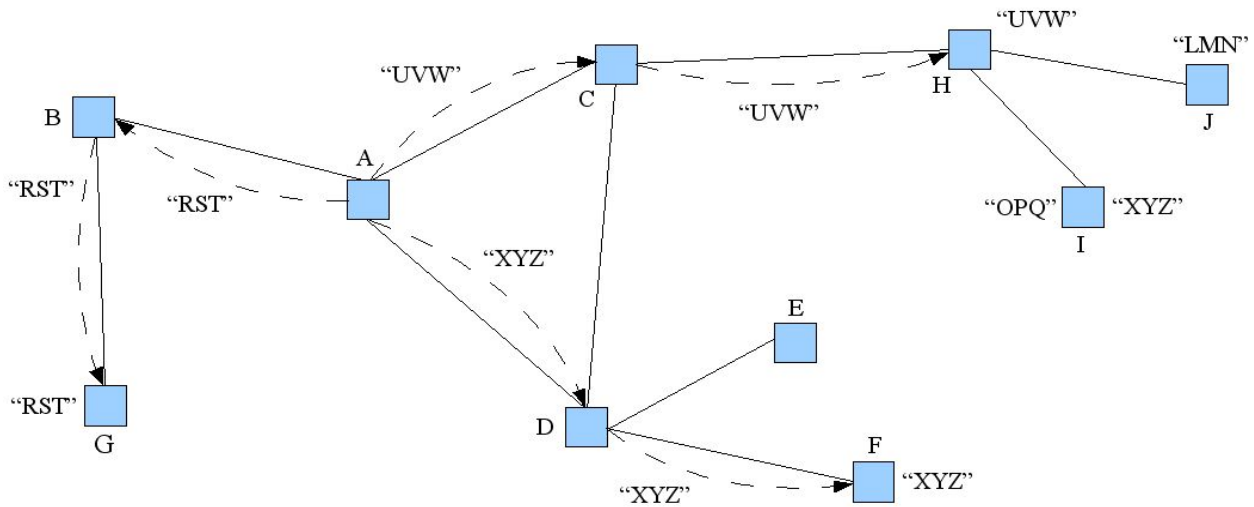 “UVW”
“LMN”
“UVW”
C
H
“UVW”
J
B
A
“RST”
“RST”
“OPQ”
“XYZ”
I
“XYZ”
E
“RST”
G
D
F
“XYZ”
“XYZ”